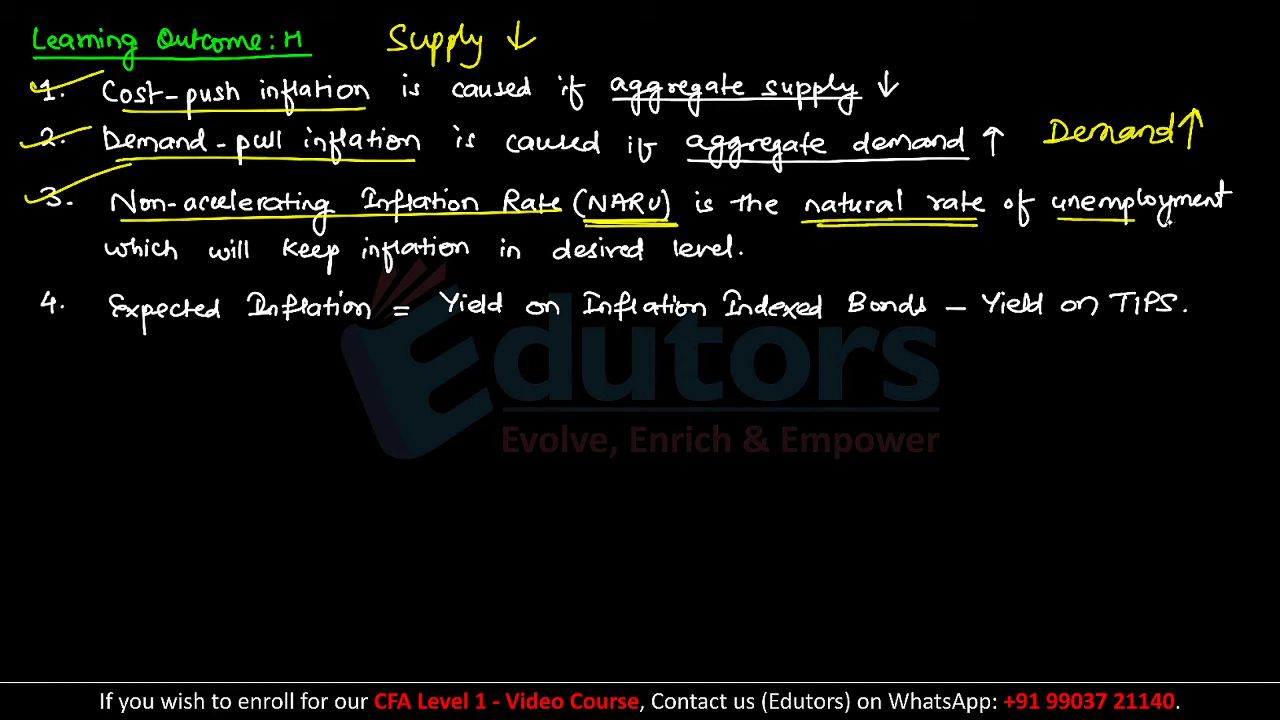 Learning Outcome: H Supply ↓
1. Cost-push inflation is caused if aggregate supply ↓
2. Demand-pull inflation is caused if aggregate demand ↑ Demand ↑
3. Non-accelerating Inflation Rate (NARU) is the natural rate of unemployment
which will keep inflation in desired level.
4. Expected Inflation = Yield on Inflation Indexed Bonds – Yield on TIPS.
Edutors
Evolve, Enrich & Empower
If you wish to enroll for our CFA Level 1 - Video Course, Contact us (Edutors) on WhatsApp: +91 99037 21140.